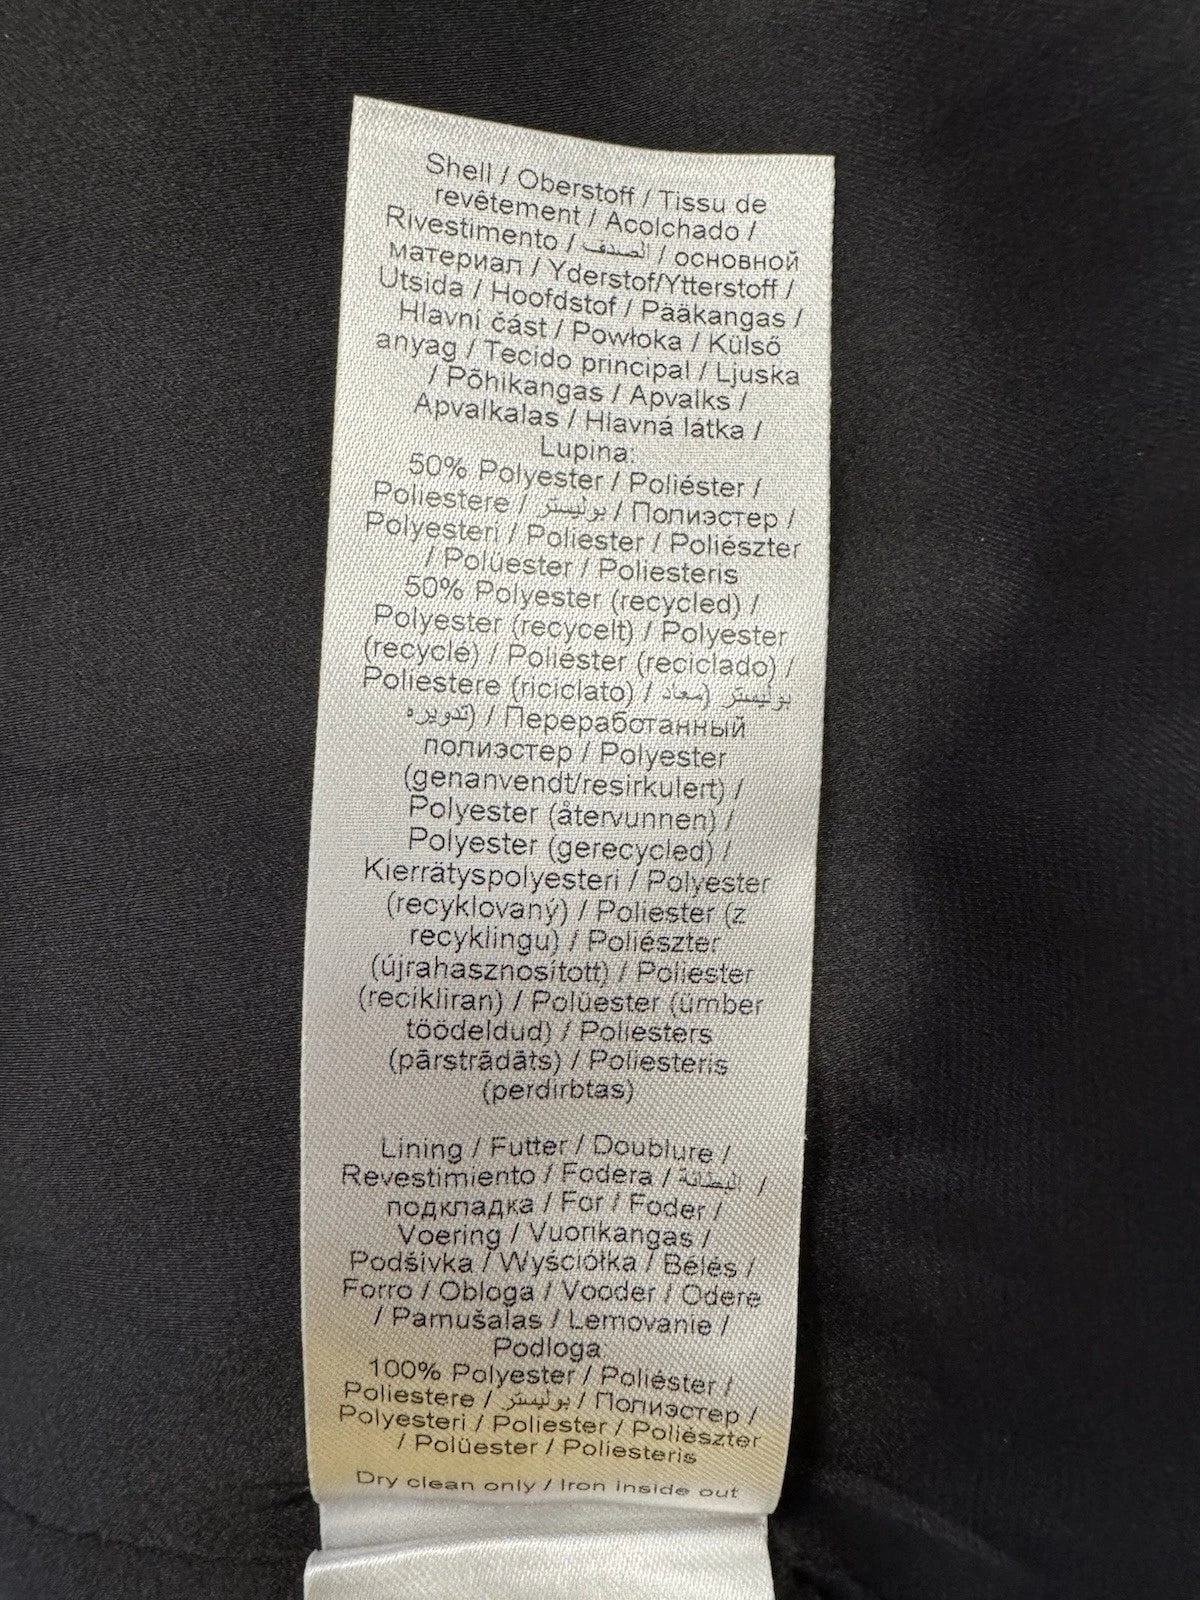 Shell / Oberstoff / Tissu de
revêtement / Acolchado /
Rivestimento / الصدف / основной
материал / Yderstof/Ytterstoff /
Utsida / Hoofdstof / Pääkangas /
Hlavní část / Powłoka / Külső
anyag / Tecido principal / Ljuska
/ Põhikangas / Apvalks /
Apvalkalas / Hlavná látka /
Lupina:
50% Polyester / Poliéster /
Poliestere / بوليستر / Полиэстер /
Polyesteri / Poliester / Poliészter
/ Polüester / Poliesteris
50% Polyester (recycled) /
Polyester (recycelt) / Polyester
(recyclé) / Poliéster (reciclado) /
Poliestere (riciclato) / بوليستر (معاد
تدويره) / Переработанный
полиэстер / Polyester
(genanvendt/resirkulert) /
Polyester (återvunnen) /
Polyester (gerecycled) /
Kierrätyspolyesteri / Polyester
(recyklovaný) / Poliester (z
recyklingu) / Poliészter
(újrahasznosított) / Poliester
(recikliran) / Polüester (ümber
töödeldud) / Poliesters
(pārstrādāts) / Poliesteris
(perdirbtas)
Lining / Futter / Doublure /
Revestimiento / Fodera / البطانة /
подкладка / For / Foder /
Voering / Vuorikangas /
Podšívka / Wyściółka / Bélés /
Forro / Obloga / Vooder / Odere
/ Pamušalas / Lemovanie /
Podloga:
100% Polyester / Poliéster /
Poliestere / بوليستر / Полиэстер /
Polyesteri / Poliester / Poliészter
/ Polüester / Poliesteris
Dry clean only / Iron inside out